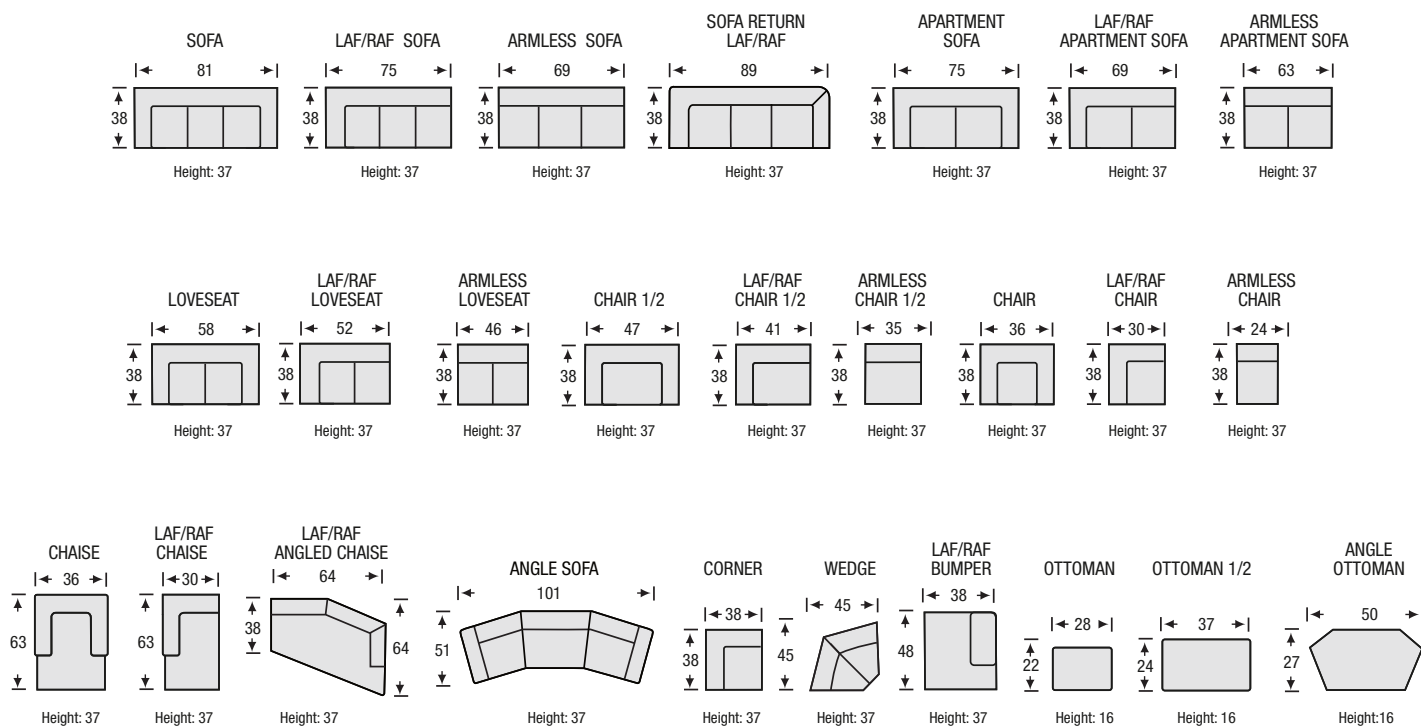 SOFA
81
38
Height: 37
LAF/RAF SOFA
75
38
Height: 37
ARMLESS SOFA
69
38
Height: 37
SOFA RETURN
LAF/RAF
89
38
Height: 37
APARTMENT
SOFA
75
38
Height: 37
LAF/RAF
APARTMENT SOFA
69
38
Height: 37
ARMLESS
APARTMENT SOFA
63
38
Height: 37
LOVESEAT
58
38
Height: 37
LAF/RAF
LOVESEAT
52
38
Height: 37
ARMLESS
LOVESEAT
46
38
Height: 37
CHAIR 1/2
47
38
Height: 37
LAF/RAF
CHAIR 1/2
41
38
Height: 37
ARMLESS
CHAIR 1/2
35
38
Height: 37
CHAIR
36
38
Height: 37
LAF/RAF
CHAIR
30
38
Height: 37
ARMLESS
CHAIR
24
38
Height: 37
CHAISE
36
63
Height: 37
LAF/RAF
CHAISE
30
63
Height: 37
LAF/RAF
ANGLED CHAISE
64
38
64
Height: 37
ANGLE SOFA
101
51
Height: 37
CORNER
38
38
Height: 37
WEDGE
45
45
Height: 37
LAF/RAF
BUMPER
38
48
Height: 37
OTTOMAN
28
22
Height: 16
OTTOMAN 1/2
37
24
Height: 16
ANGLE
OTTOMAN
50
27
Height:16